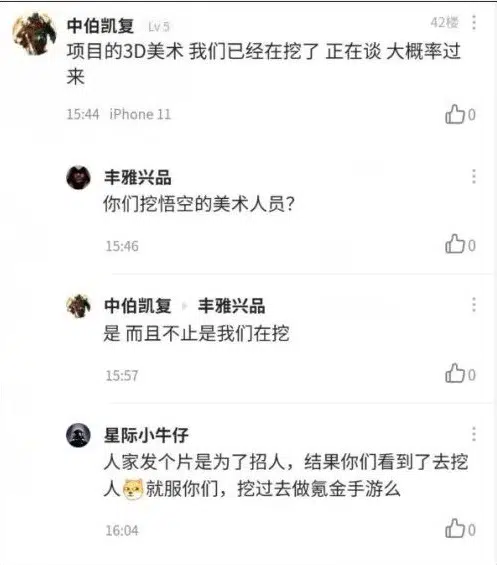 中伯凯复 Lv 5 42楼
项目的3D美术 我们已经在挖了 正在谈 大概率过
来
15:44 iPhone 11 0
丰雅兴品
你们挖悟空的美术人员？
15:46 0
中伯凯复 丰雅兴品
是 而且不止是我们在挖
15:57 0
星际小牛仔
人家发个片是为了招人，结果你们看到了去挖
人就服你们，挖过去做氪金手游么
16:04 0